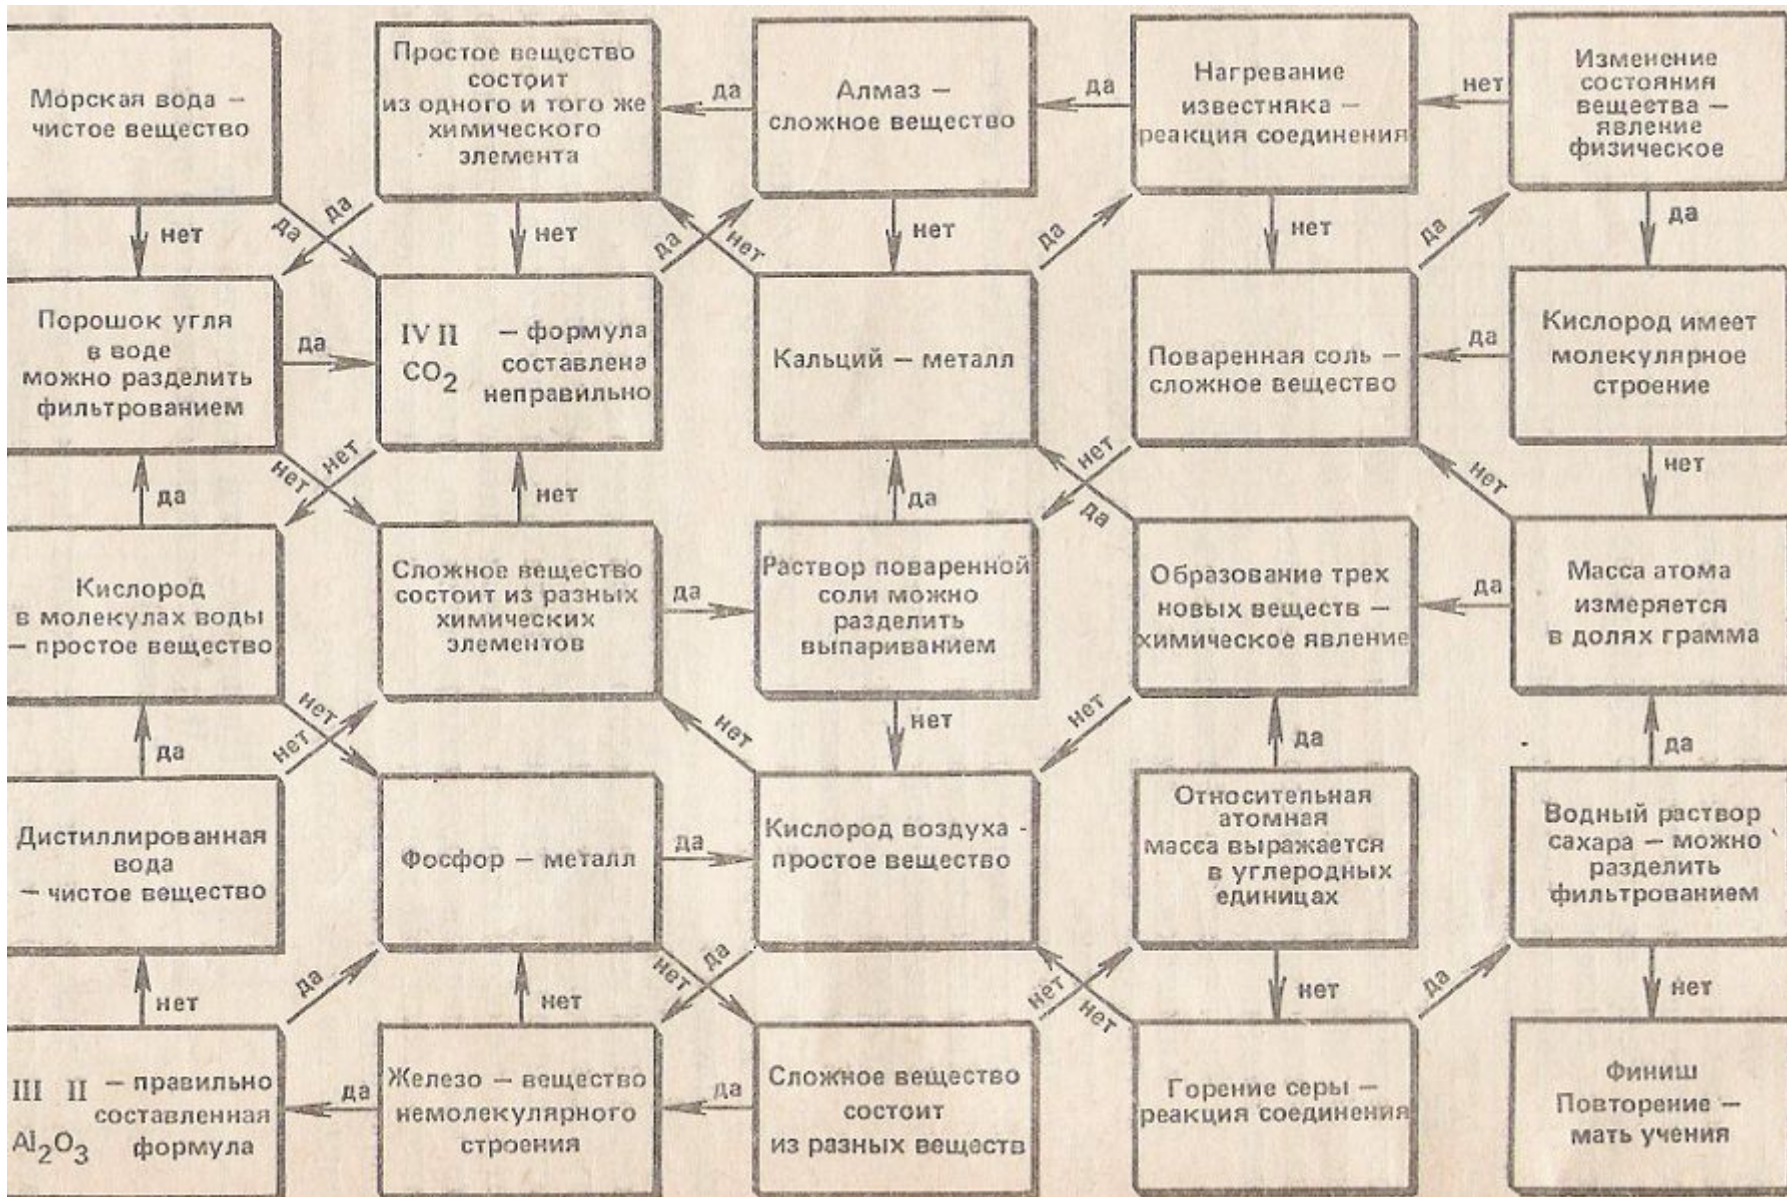 Морская вода –
чистое вещество
Простое вещество
состоит
из одного и того же
химического
элемента
да
Алмаз –
сложное вещество
да
Нагревание
известняка –
реакция соединения
нет
Изменение
состояния
вещества –
явление
физическое
нет
да
да
нет
да
нет
нет
да
нет
да
да
Порошок угля
в воде
можно разделить
фильтрованием
да
IV II
CO2
– формула
составлена
неправильно
Кальций – металл
Поваренная соль –
сложное вещество
да
Кислород имеет
молекулярное
строение
да
нет
нет
нет
да
да
нет
нет
нет
Кислород
в молекулах воды
– простое вещество
Сложное вещество
состоит из разных
химических
элементов
да
Раствор поваренной
соли можно
разделить
выпариванием
Образование трех
новых веществ –
химическое явление
да
Масса атома
измеряется
в долях грамма
да
нет
нет
нет
нет
нет
да
да
Дистиллированная
вода
– чистое вещество
Фосфор – металл
да
Кислород воздуха -
простое вещество
Относительная
атомная
масса выражается
в углеродных
единицах
Водный раствор
сахара – можно
разделить
фильтрованием
нет
да
нет
нет
да
нет
нет
нет
да
нет
III II
Al2O3
– правильно
составленная
формула
да
Железо – вещество
немолекулярного
строения
да
Сложное вещество
состоит
из разных веществ
Горение серы –
реакция соединения
Финиш
Повторение –
мать учения